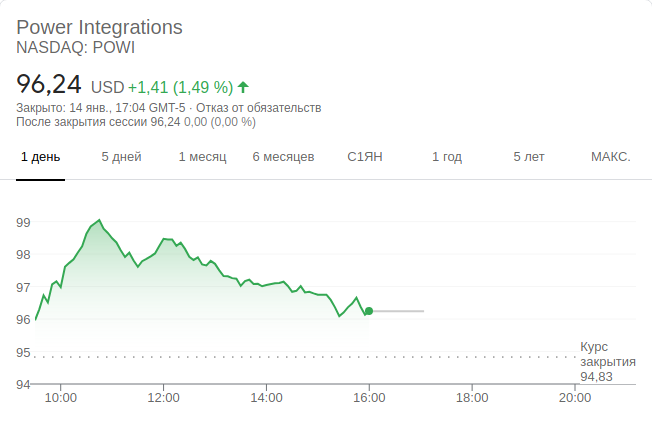 Power Integrations
NASDAQ: POWI
96,24 USD +1,41 (1,49 %)
Закрыто: 14 янв., 17:04 GMT-5 · Отказ от обязательств
После закрытия сессии 96,24 0,00 (0,00 %)
1 день 5 дней 1 месяц 6 месяцев С1ЯН 1 год 5 лет МАКС.
99
98
97
96
95
Курс
закрытия
94,83
94
10:00 12:00 14:00 16:00 18:00 20:00